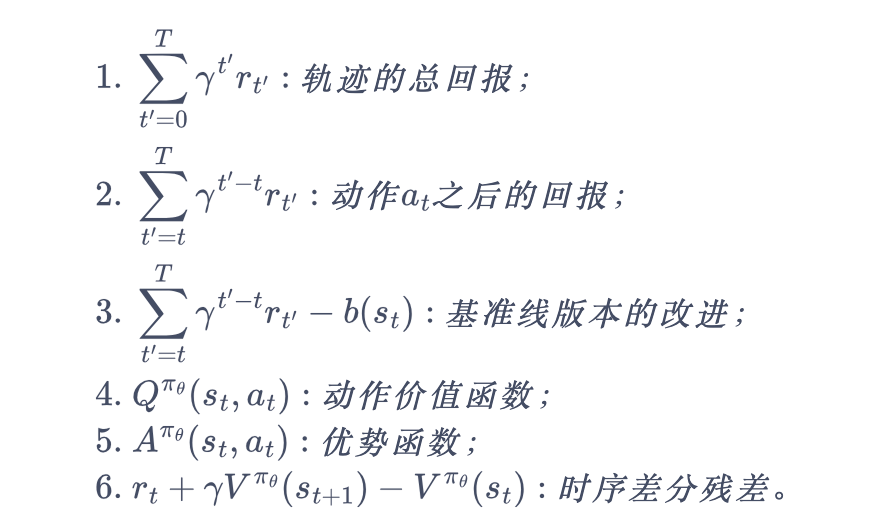 1. $\sum_{t'=0}^{T} \gamma^{t'} r_{t'}$ : 轨迹的总回报;
2. $\sum_{t'=t}^{T} \gamma^{t'-t} r_{t'}$ : 动作$a_t$之后的回报;
3. $\sum_{t'=t}^{T} \gamma^{t'-t} r_{t'} - b(s_t)$ : 基准线版本的改进;
4. $Q^{\pi_\theta}(s_t, a_t)$ : 动作价值函数;
5. $A^{\pi_\theta}(s_t, a_t)$ : 优势函数;
6. $r_t + \gamma V^{\pi_\theta}(s_{t+1}) - V^{\pi_\theta}(s_t)$ : 时序差分残差。